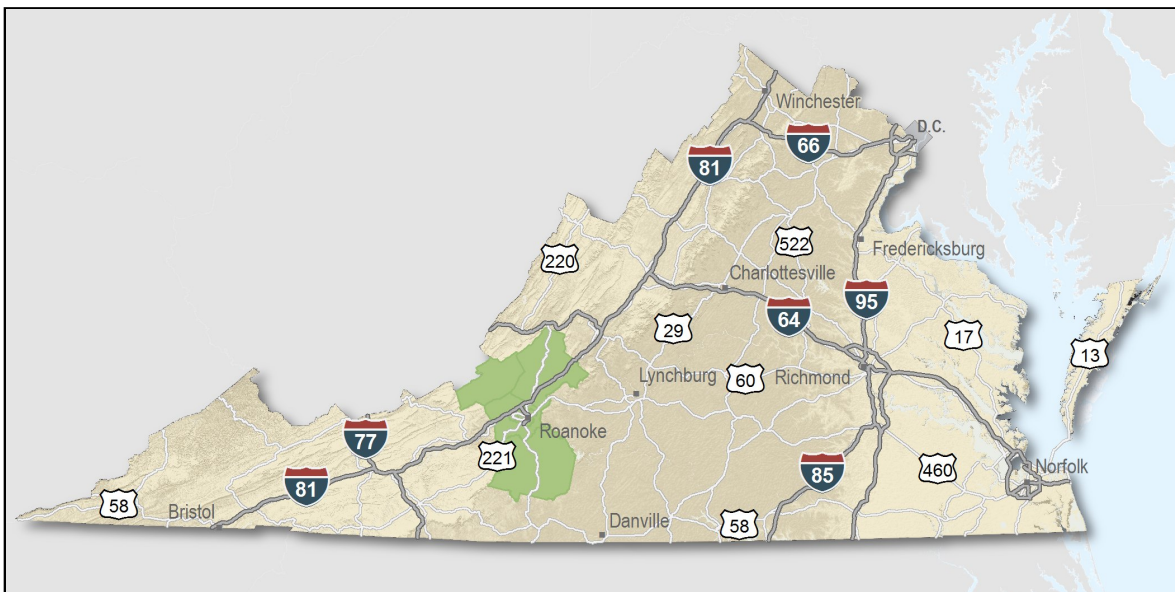 Winchester
D.C.
66
81
220
522
Fredericksburg
Charlottesville
95
64
29
17
13
Lynchburg
60
Richmond
Roanoke
77
221
81
85
460
Norfolk
58
Bristol
Danville
58